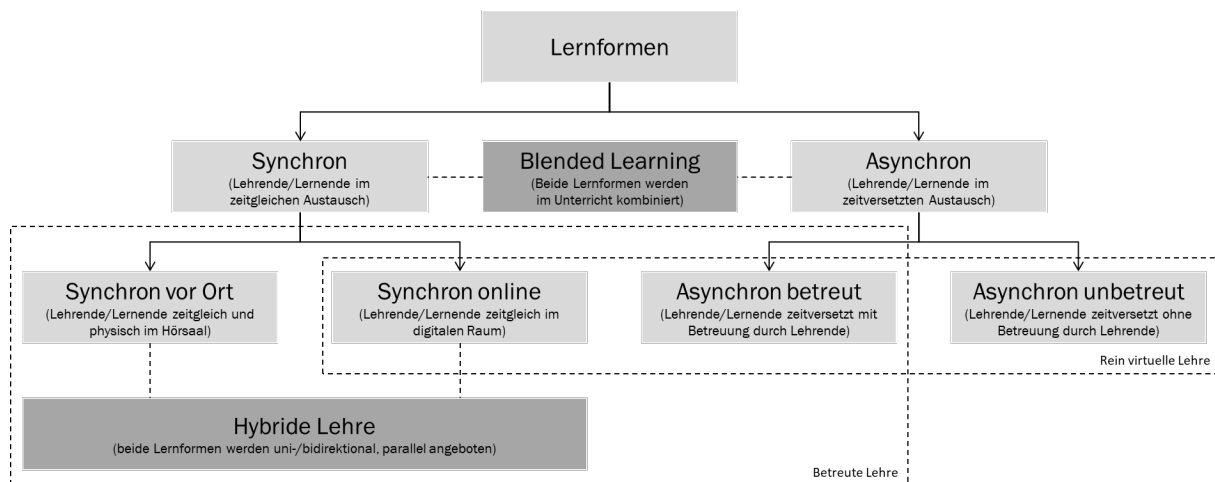 Lernformen
Synchron
(Lehrende/Lernende im
zeitgleichen Austausch)
Blended Learning
(Beide Lernformen werden
im Unterricht kombiniert)
Asynchron
(Lehrende/Lernende im
zeitversetzten Austausch)
Synchron vor Ort
(Lehrende/Lernende zeitgleich und
physisch im Hörsaal)
Synchron online
(Lehrende/Lernende zeitgleich im
digitalen Raum)
Asynchron betreut
(Lehrende/Lernende zeitversetzt mit
Betreuung durch Lehrende)
Asynchron unbetreut
(Lehrende/Lernende zeitversetzt ohne
Betreuung durch Lehrende)
Rein virtuelle Lehre
Hybride Lehre
(beide Lernformen werden uni-/bidirektional, parallel angeboten)
Betreute Lehre